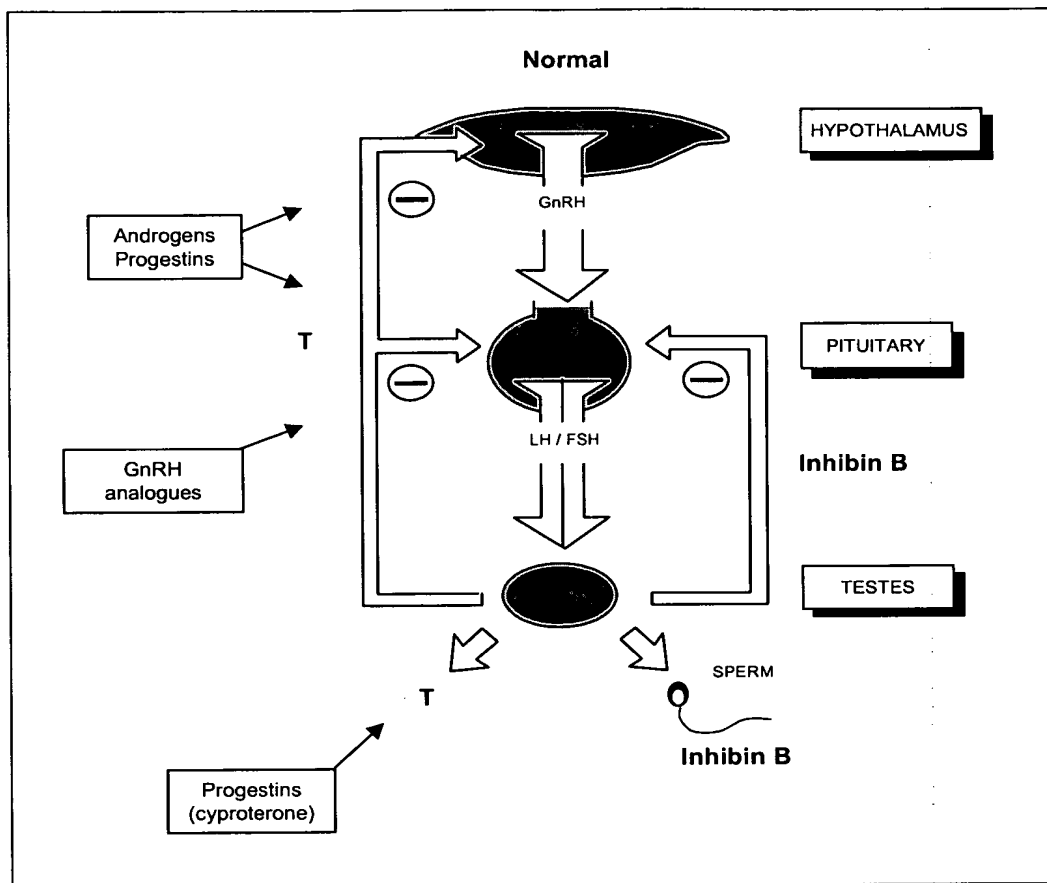 Normal
HYPOTHALAMUS
GnRH
Androgens
Progestins
T
PITUITARY
LH / FSH
GnRH
analogues
Inhibin B
TESTES
T
SPERM
Inhibin B
Progestins
(cyproterone)